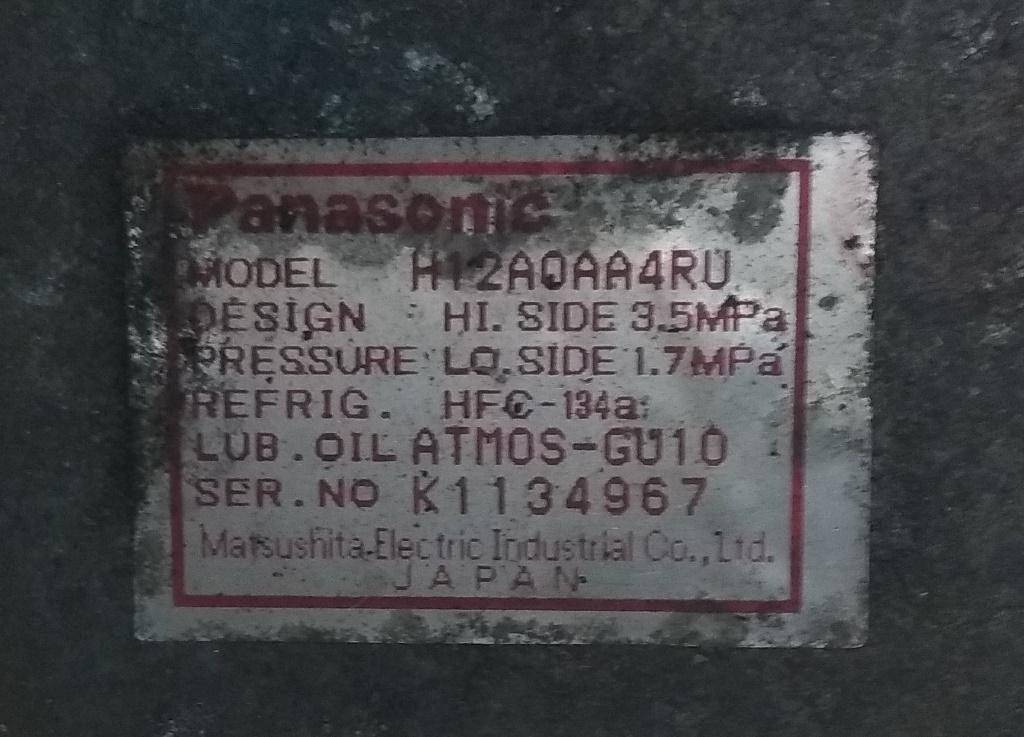 Panasonic
MODEL H12A0AA4RU
DESIGN HI. SIDE 3.5MPa
PRESSURE LO. SIDE 1.7MPa
REFRIG. HFC-134a
LUB. OIL ATMOS-GU10
SER. NO K1134967
Matsushita Electric Industrial Co., Ltd.
JAPAN